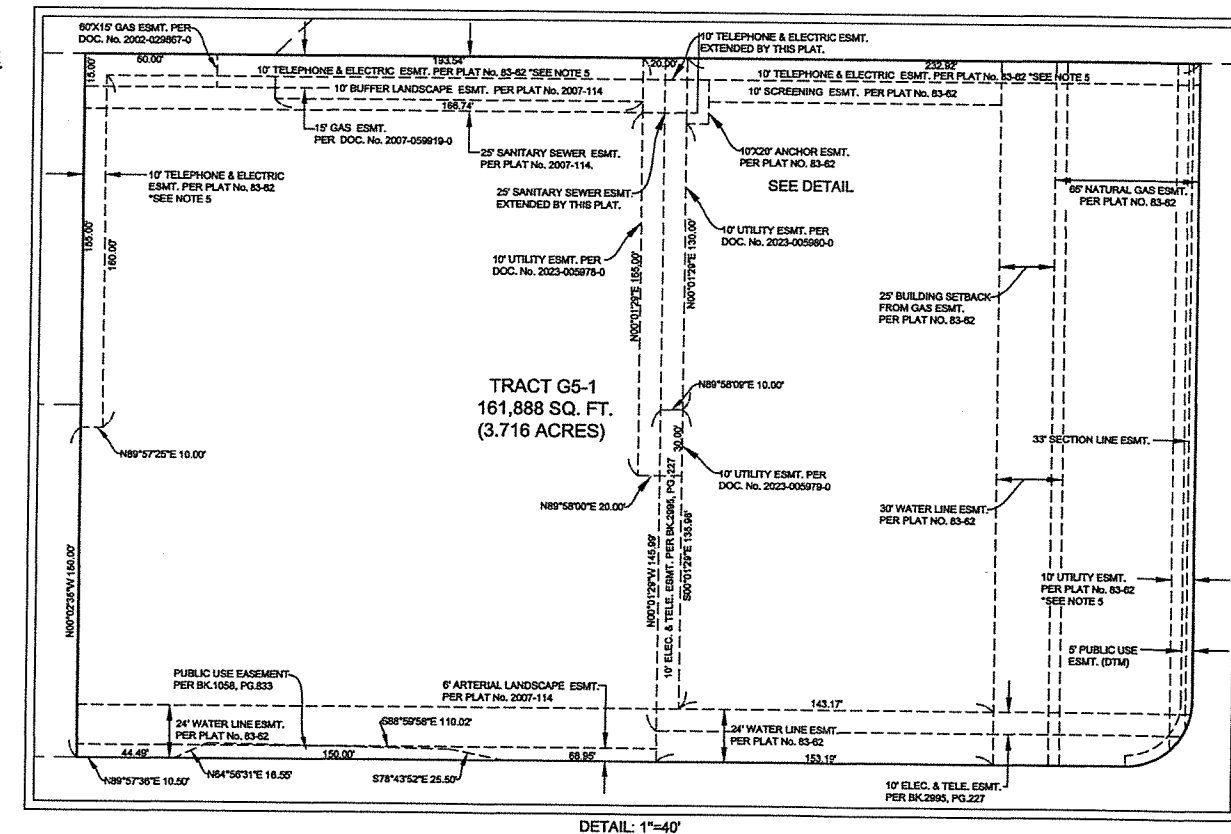 60'X15' GAS ESMT. PER
DOC. No. 2002-029867-0
10' TELEPHONE & ELECTRIC ESMT.
EXTENDED BY THIS PLAT.
15.00'
60.00'
193.54'
20.00'
232.92'
10' TELEPHONE & ELECTRIC ESMT. PER PLAT No. 83-62 *SEE NOTE 5
10' TELEPHONE & ELECTRIC ESMT. PER PLAT No. 83-62 *SEE NOTE 5
10' BUFFER LANDSCAPE ESMT. PER PLAT No. 2007-114
10' SCREENING ESMT. PER PLAT No. 83-62
166.74'
15' GAS ESMT.
PER DOC. No. 2007-059919-0
25' SANITARY SEWER ESMT.
PER PLAT No. 2007-114.
10'X20' ANCHOR ESMT.
PER PLAT NO. 83-62
10' TELEPHONE & ELECTRIC
ESMT. PER PLAT No. 83-62
*SEE NOTE 5
25' SANITARY SEWER ESMT.
EXTENDED BY THIS PLAT.
SEE DETAIL
65' NATURAL GAS ESMT.
PER PLAT NO. 83-62
160.00'
10' UTILITY ESMT. PER
DOC. No. 2023-005978-0
10' UTILITY ESMT. PER
DOC. No. 2023-005980-0
N00°01'29"E 165.00'
N00°01'29"E 130.00'
25' BUILDING SETBACK
FROM GAS ESMT.
PER PLAT NO. 83-62
TRACT G5-1
161,888 SQ. FT.
(3.716 ACRES)
N89°58'09"E 10.00'
30.00'
33' SECTION LINE ESMT.
N89°57'25"E 10.00'
10' UTILITY ESMT. PER
DOC. No. 2023-005979-0
N89°58'00"E 20.00'
30' WATER LINE ESMT.
PER PLAT NO. 83-62
N00°01'29"W 145.99'
10' ELEC. & TELE. ESMT. PER BK.2995, PG.227
S00°01'29"E 135.96'
N00°02'35"W 150.00'
10' UTILITY ESMT.
PER PLAT NO. 83-62
*SEE NOTE 5
5' PUBLIC USE
ESMT. (DTM)
PUBLIC USE EASEMENT
PER BK.1058, PG.833
6' ARTERIAL LANDSCAPE ESMT.
PER PLAT No. 2007-114
143.17'
24' WATER LINE ESMT.
PER PLAT No. 83-62
S88°59'58"E 110.02'
24' WATER LINE ESMT.
PER PLAT No. 83-62
44.49'
150.00'
68.95'
153.19'
N89°57'36"E 10.50'
N64°56'31"E 16.55'
S78°43'52"E 25.50'
10' ELEC. & TELE. ESMT.
PER BK.2995, PG.227
DETAIL: 1"=40'